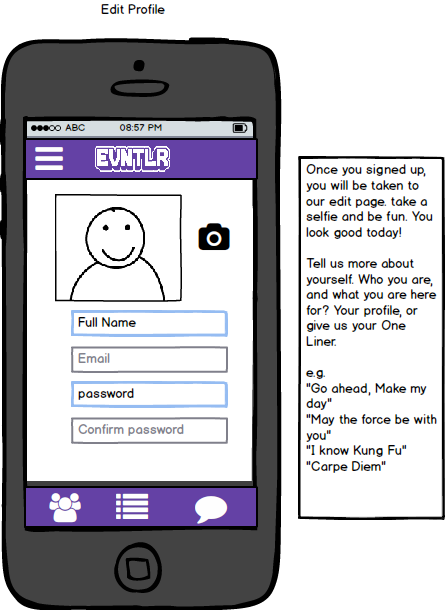 Edit Profile
ABC 08:57 PM
EVNTLR
Full Name
Email
password
Confirm password
Once you signed up,
you will be taken to
our edit page. take a
selfie and be fun. You
look good today!
Tell us more about
yourself. Who you are,
and what you are here
for? Your profile, or
give us your One
Liner.
e.g.
"Go ahead, Make my
day"
"May the force be with
you"
"I know Kung Fu"
"Carpe Diem"